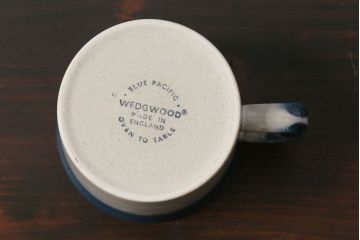 • BLUE PACIFIC •
WEDGWOOD®
MADE IN
ENGLAND
OVEN TO TABLE